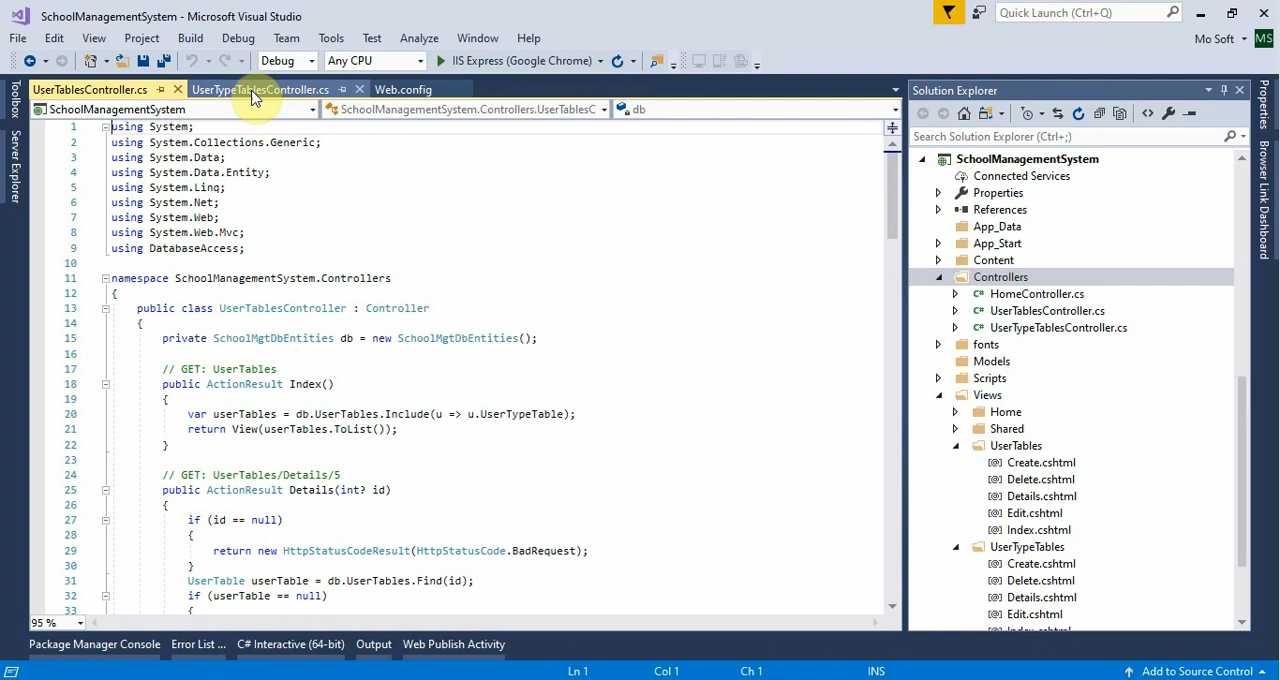 SchoolManagementSystem - Microsoft Visual Studio
Quick Launch (Ctrl+Q)
File Edit View Project Build Debug Team Tools Test Analyze Window Help
Mo Soft MS
Debug Any CPU IIS Express (Google Chrome)
UserTablesController.cs UserTypeTablesController.cs Web.config
SchoolManagementSystem SchoolManagementSystem.Controllers.UserTablesC db
Toolbox
Server Explorer
1 using System;
2 using System.Collections.Generic;
3 using System.Data;
4 using System.Data.Entity;
5 using System.Linq;
6 using System.Net;
7 using System.Web;
8 using System.Web.Mvc;
9 using DatabaseAccess;
10
11 namespace SchoolManagementSystem.Controllers
12 {
13 public class UserTablesController : Controller
14 {
15 private SchoolMgtDbEntities db = new SchoolMgtDbEntities();
16
17 // GET: UserTables
18 public ActionResult Index()
19 {
20 var userTables = db.UserTables.Include(u => u.UserTypeTable);
21 return View(userTables.ToList());
22 }
23
24 // GET: UserTables/Details/5
25 public ActionResult Details(int? id)
26 {
27 if (id == null)
28 {
29 return new HttpStatusCodeResult(HttpStatusCode.BadRequest);
30 }
31 UserTable userTable = db.UserTables.Find(id);
32 if (userTable == null)
33 {
95 %
Solution Explorer
Search Solution Explorer (Ctrl+;)
SchoolManagementSystem
Connected Services
Properties
References
App_Data
App_Start
Content
Controllers
C# HomeController.cs
C# UserTablesController.cs
C# UserTypeTablesController.cs
fonts
Models
Scripts
Views
Home
Shared
UserTables
[@] Create.cshtml
[@] Delete.cshtml
[@] Details.cshtml
[@] Edit.cshtml
[@] Index.cshtml
UserTypeTables
[@] Create.cshtml
[@] Delete.cshtml
[@] Details.cshtml
[@] Edit.cshtml
[@] Index.cshtml
Properties
Browser Link Dashboard
Package Manager Console Error List ... C# Interactive (64-bit) Output Web Publish Activity
Ln 1 Col 1 Ch 1 INS Add to Source Control